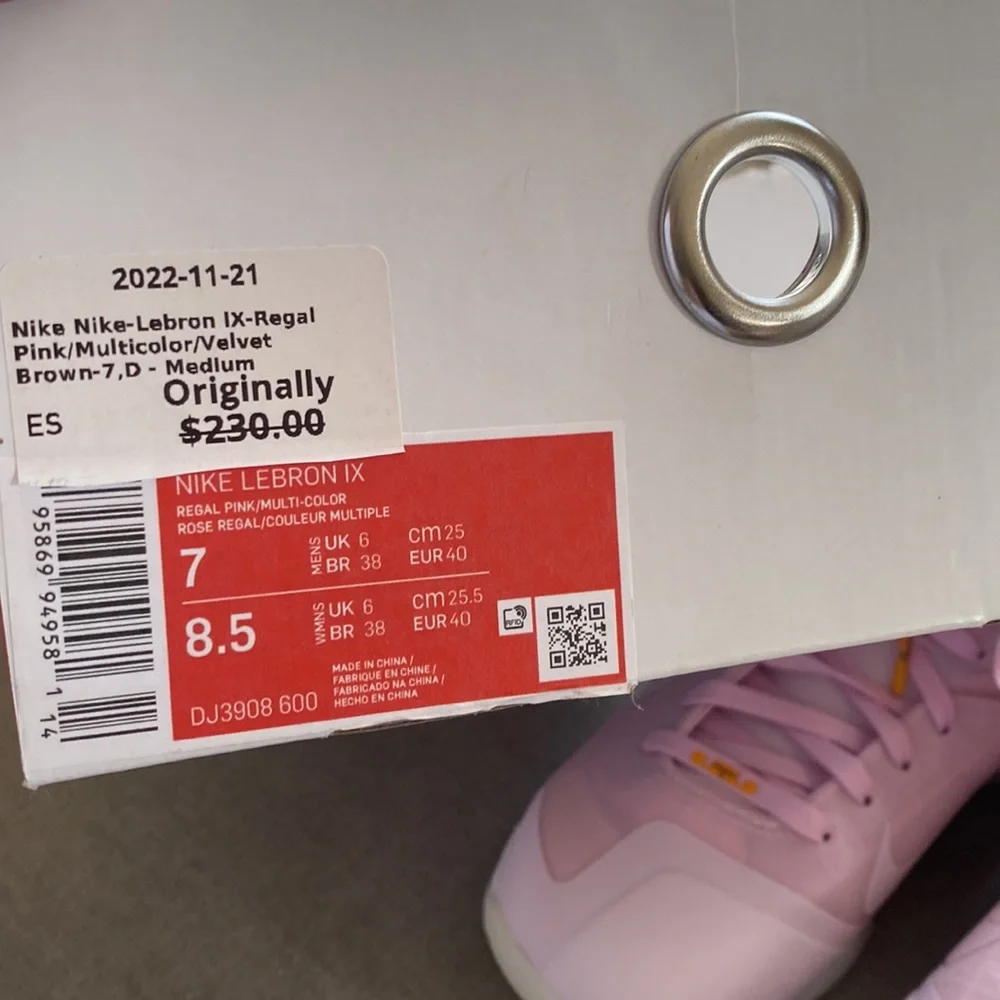 2022-11-21
Nike Nike-Lebron IX-Regal
Pink/Multicolor/Velvet
Brown-7,D - Medium
Originally
ES $230.00
NIKE LEBRON IX
REGAL PINK/MULTI-COLOR
ROSE REGAL/COULEUR MULTIPLE
7 MENS UK 6 cm 25
BR 38 EUR 40
8.5 WMNS UK 6 cm 25.5
BR 38 EUR 40
RFID
MADE IN CHINA /
FABRIQUE EN CHINE /
FABRICADO NA CHINA /
HECHO EN CHINA
DJ3908 600
95869 94958 1 14